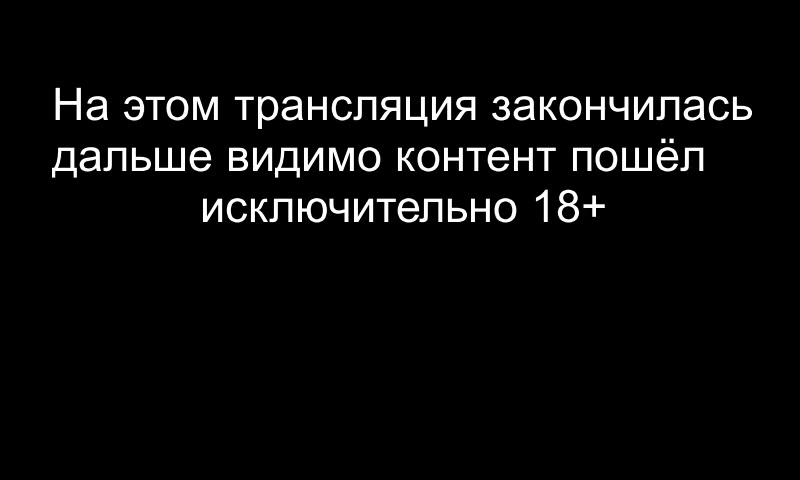 На этом трансляция закончилась
дальше видимо контент пошёл
исключительно 18+